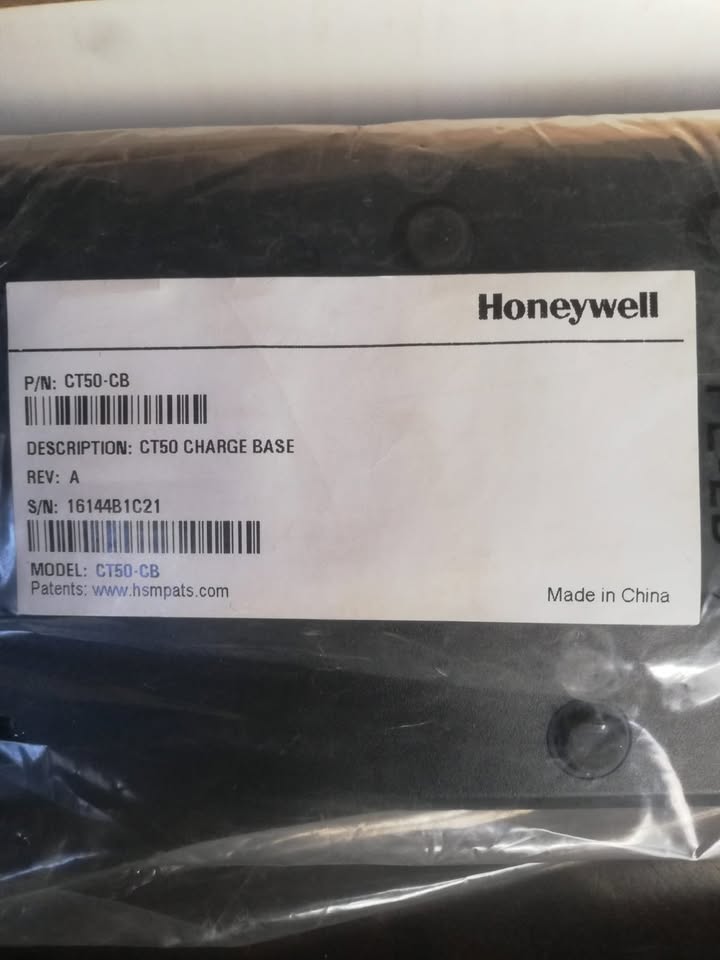 Honeywell
P/N: CT50-CB
DESCRIPTION: CT50 CHARGE BASE
REV: A
S/N: 16144B1C21
MODEL: CT50-CB
Patents: www.hsmpats.com
Made in China